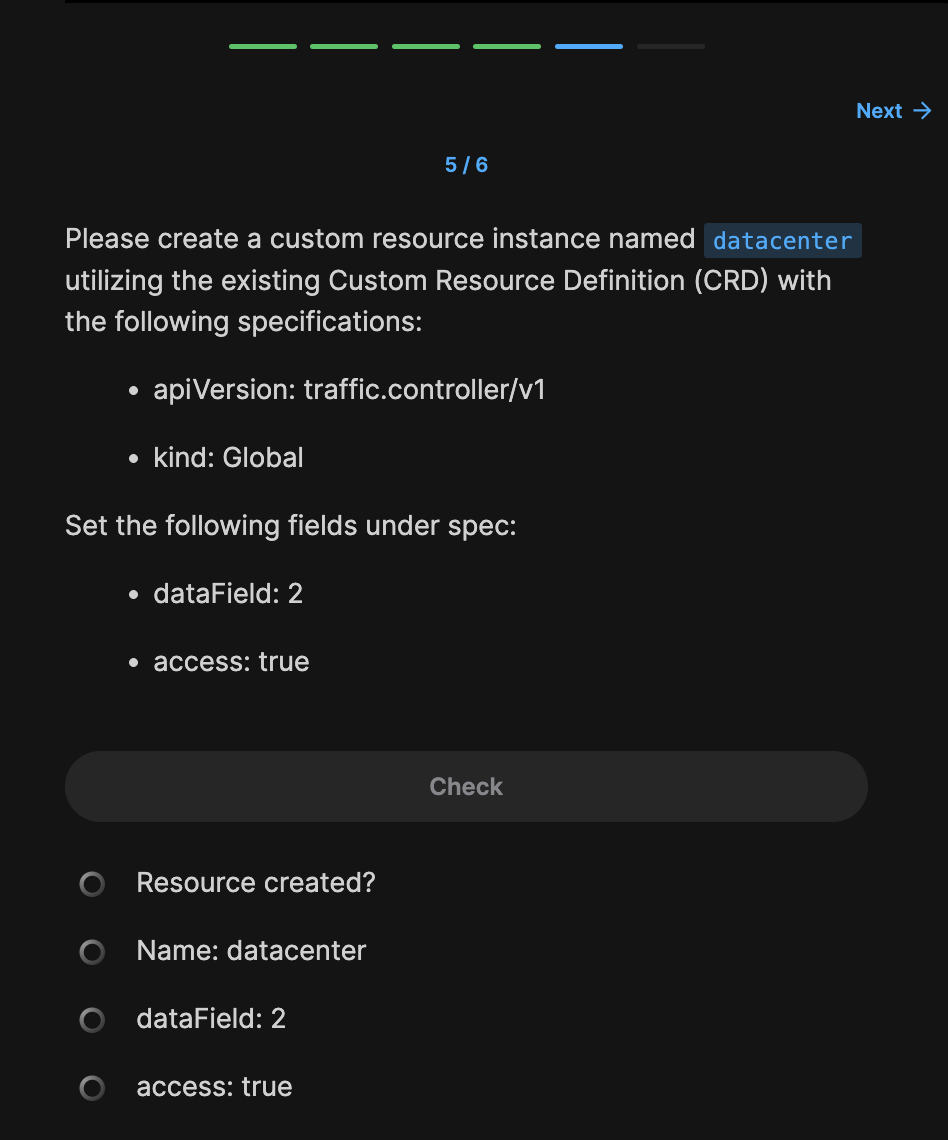 Next →
5 / 6
Please create a custom resource instance named datacenter
utilizing the existing Custom Resource Definition (CRD) with
the following specifications:
• apiVersion: traffic.controller/v1
• kind: Global
Set the following fields under spec:
• dataField: 2
• access: true
Check
Resource created?
Name: datacenter
dataField: 2
access: true